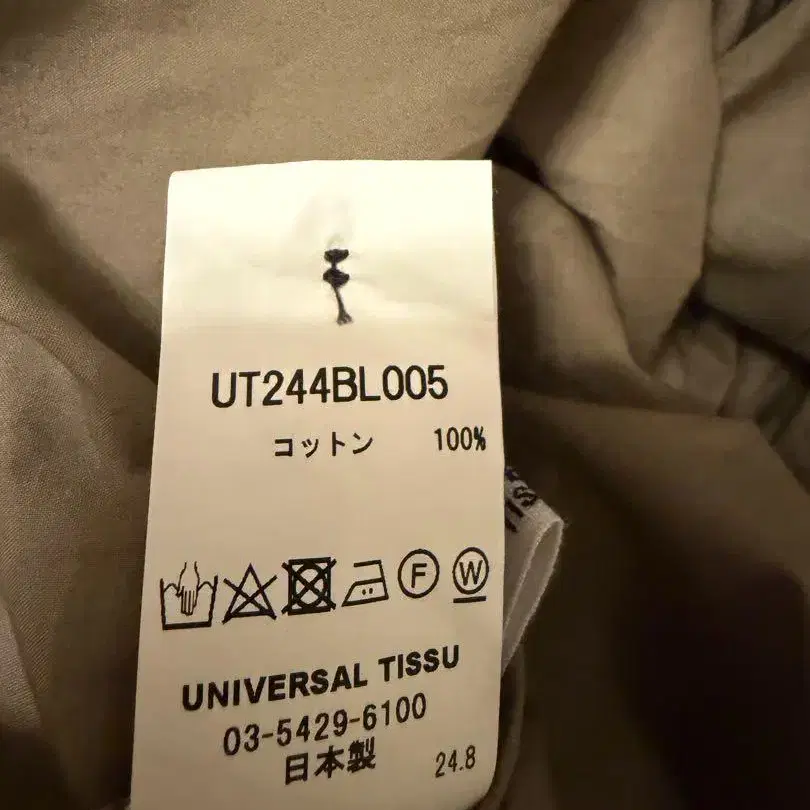 UT244BL005
コットン 100%
F W
UNIVERSAL TISSU
03-5429-6100
日本製 24.8